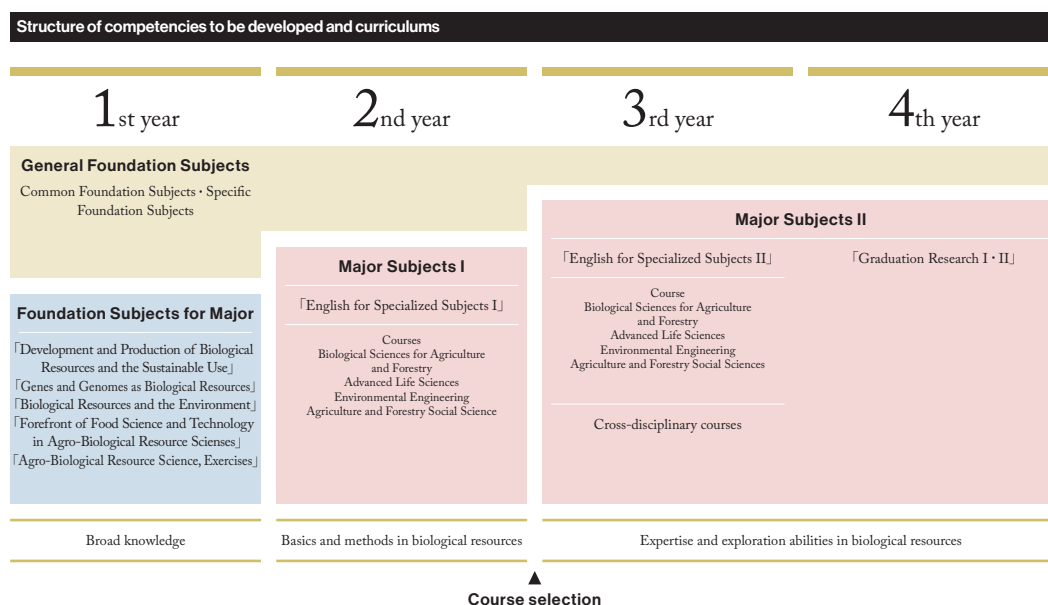 Structure of competencies to be developed and curriculums
1st year
2nd year
3rd year
4th year
General Foundation Subjects
Common Foundation Subjects・Specific
Foundation Subjects
Foundation Subjects for Major
「Development and Production of Biological
Resources and the Sustainable Use」
「Genes and Genomes as Biological Resources」
「Biological Resources and the Environment」
「Forefront of Food Science and Technology
in Agro-Biological Resource Scienses」
「Agro-Biological Resource Science, Exercises」
Major Subjects I
「English for Specialized Subjects I」
Courses
Biological Sciences for Agriculture
and Forestry
Advanced Life Sciences
Environmental Engineering
Agriculture and Forestry Social Science
Major Subjects II
「English for Specialized Subjects II」
Course
Biological Sciences for Agriculture
and Forestry
Advanced Life Sciences
Environmental Engineering
Agriculture and Forestry Social Sciences
Cross-disciplinary courses
「Graduation Research I・II」
Broad knowledge
Basics and methods in biological resources
Expertise and exploration abilities in biological resources
▲
Course selection